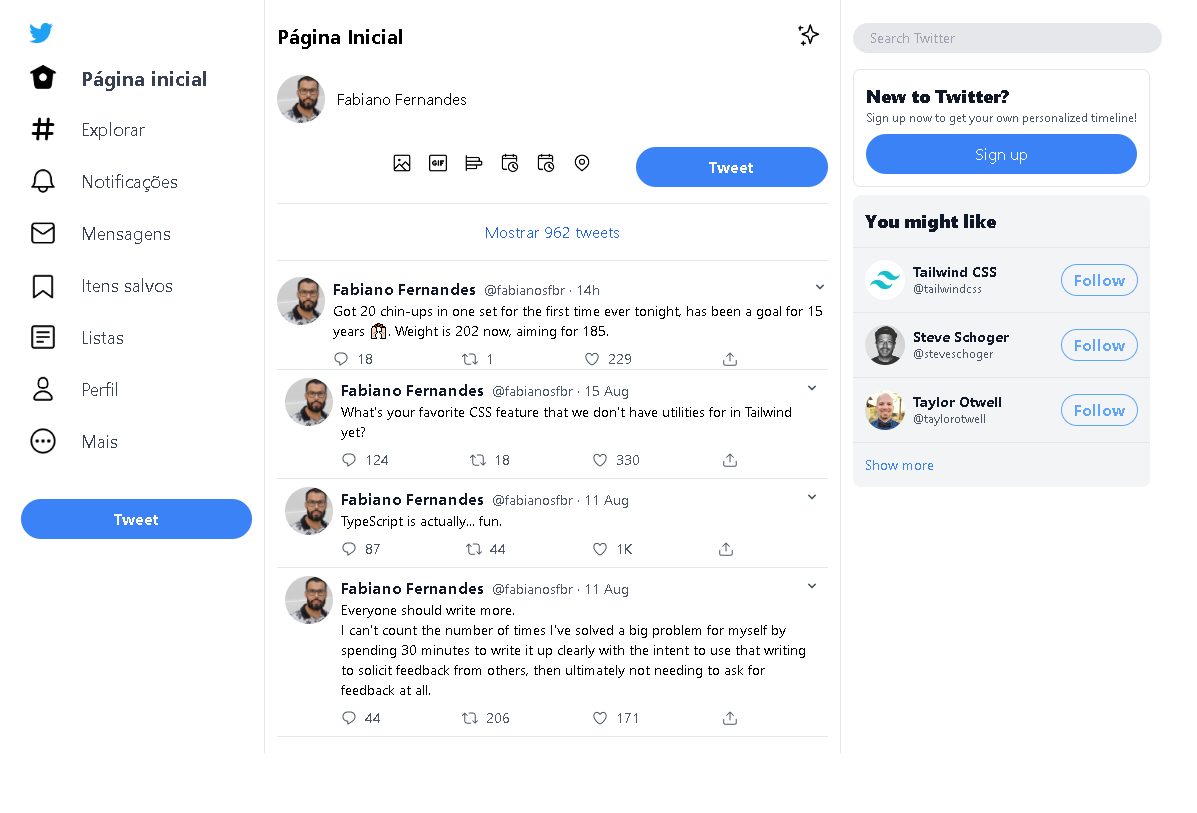 Página inicial
Explorar
Notificações
Mensagens
Itens salvos
Listas
Perfil
Mais
Tweet
Página Inicial
Fabiano Fernandes
GIF
Tweet
Mostrar 962 tweets
Fabiano Fernandes @fabianosfbr · 14h
Got 20 chin-ups in one set for the first time ever tonight, has been a goal for 15
years. Weight is 202 now, aiming for 185.
18 1 229
Fabiano Fernandes @fabianosfbr · 15 Aug
What's your favorite CSS feature that we don't have utilities for in Tailwind
yet?
124 18 330
Fabiano Fernandes @fabianosfbr · 11 Aug
TypeScript is actually... fun.
87 44 1K
Fabiano Fernandes @fabianosfbr · 11 Aug
Everyone should write more.
I can't count the number of times I've solved a big problem for myself by
spending 30 minutes to write it up clearly with the intent to use that writing
to solicit feedback from others, then ultimately not needing to ask for
feedback at all.
44 206 171
Search Twitter
New to Twitter?
Sign up now to get your own personalized timeline!
Sign up
You might like
Tailwind CSS
@tailwindcss
Follow
Steve Schoger
@steveschoger
Follow
Taylor Otwell
@taylorotwell
Follow
Show more